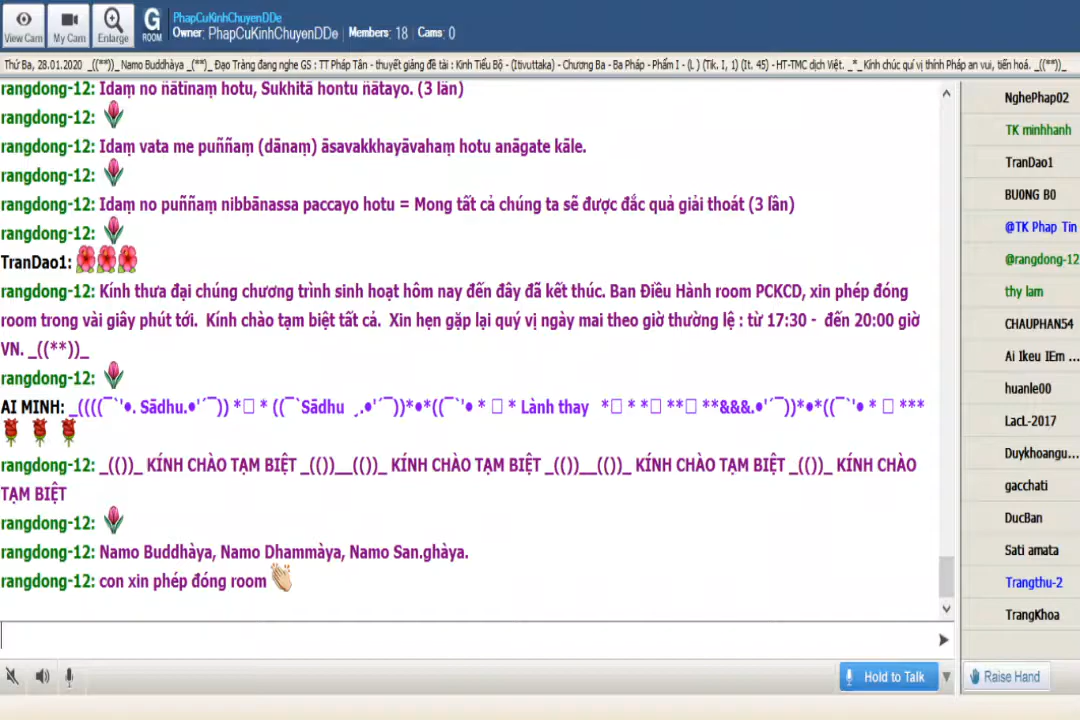 PhapCuKinhChuyenDDe
G
ROOM
Owner: PhapCuKinhChuyenDDe | Members: 18 | Cams: 0
View Cam
My Cam
Enlarge
Thứ Ba, 28.01.2020 _((**))_ Namo Buddhàya _(**)_ Đạo Tràng đang nghe GS : TT Pháp Tân - thuyết giảng đề tài : Kinh Tiểu Bộ - (Itivuttaka) - Chương Ba - Ba Pháp - Phẩm I - (L ) (Tik. I, 1) (It. 45) - HT-TMC dịch Việt. _*_ Kính chúc quí vị thính Pháp an vui, tiến hoá. _((**))_
rangdong-12: Idaṃ no ñātīnaṃ hotu, Sukhitā hontu ñātayo. (3 lần)
rangdong-12:
rangdong-12: Idaṃ vata me puññaṃ (dānaṃ) āsavakkhayāvahaṃ hotu anāgate kāle.
rangdong-12:
rangdong-12: Idaṃ no puññaṃ nibbānassa paccayo hotu = Mong tất cả chúng ta sẽ được đắc quả giải thoát (3 lần)
rangdong-12:
TranDao1:
rangdong-12: Kính thưa đại chúng chương trình sinh hoạt hôm nay đến đây đã kết thúc. Ban Điều Hành room PCKCD, xin phép đóng
room trong vài giây phút tới. Kính chào tạm biệt tất cả. Xin hẹn gặp lại quý vị ngày mai theo giờ thường lệ : từ 17:30 - đến 20:00 giờ
VN. _((**))_
rangdong-12:
AI MINH: _((((¯`'•. Sādhu.•'´¯)) *□ * ((¯`Sādhu ¸.•'´¯))*•*((¯`'• * □ * Lành thay *□ * *□ **□ **&&&.•'´¯))*•*((¯`'• * □ ***
rangdong-12: _(())_ KÍNH CHÀO TẠM BIỆT _(())__(())_ KÍNH CHÀO TẠM BIỆT _(())__(())_ KÍNH CHÀO TẠM BIỆT _(())_ KÍNH CHÀO
TẠM BIỆT
rangdong-12:
rangdong-12: Namo Buddhàya, Namo Dhammàya, Namo San.ghàya.
rangdong-12: con xin phép đóng room
NghePhap02
TK minhhanh
TranDao1
BU0NG B0
@TK Phap Tin
@rangdong-12
thy lam
CHAUPHAN54
Ai Ikeu IEm ...
huanle00
LacL-2017
Duykhoangu...
gacchati
DucBan
Sati amata
Trangthu-2
TrangKhoa
Hold to Talk
Raise Hand